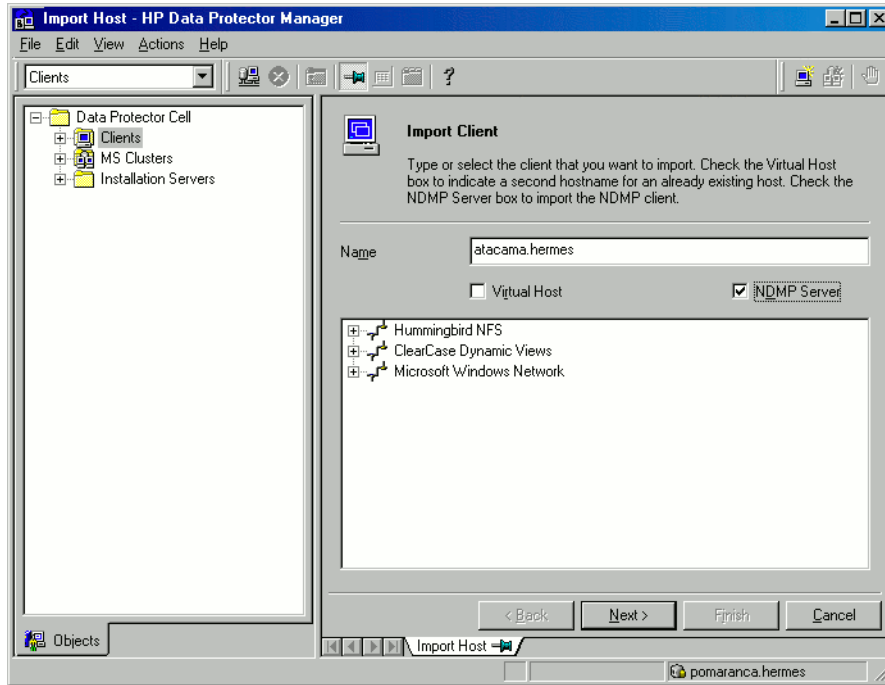 Import Host - HP Data Protector Manager
File Edit View Actions Help
Clients
Data Protector Cell
Clients
MS Clusters
Installation Servers
Import Client
Type or select the client that you want to import. Check the Virtual Host
box to indicate a second hostname for an already existing host. Check the
NDMP Server box to import the NDMP client.
Name atacama.hermes
Virtual Host NDMP Server
Hummingbird NFS
ClearCase Dynamic Views
Microsoft Windows Network
< Back Next > Finish Cancel
Objects
Import Host
pomaranca.hermes